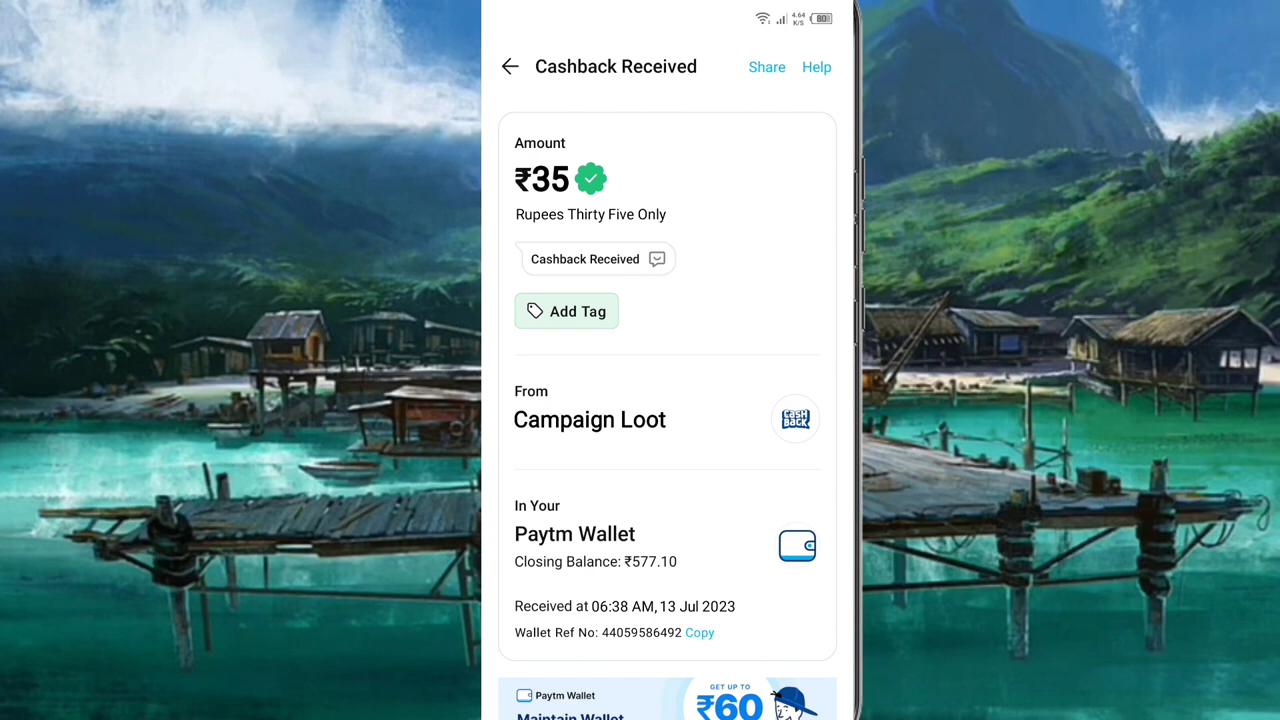 4.64
K/S
80
Cashback Received
Share
Help
Amount
₹35
Rupees Thirty Five Only
Cashback Received
Add Tag
From
Campaign Loot
CASH
BACK
In Your
Paytm Wallet
Closing Balance: ₹577.10
Received at 06:38 AM, 13 Jul 2023
Wallet Ref No: 44059586492 Copy
Paytm Wallet
GET UP TO
Maintain Wallet
₹60